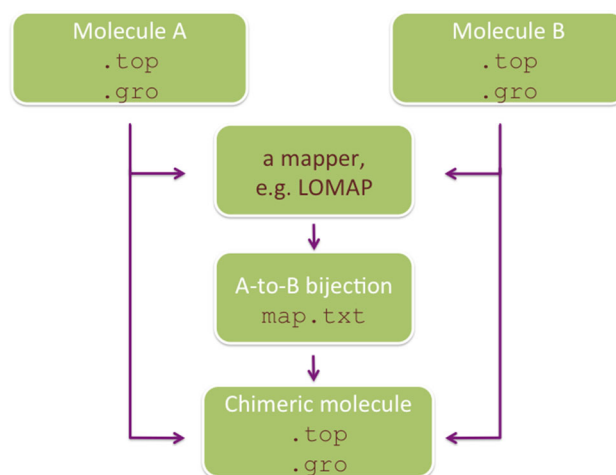 Molecule A
.top
.gro
Molecule B
.top
.gro
a mapper,
e.g. LOMAP
A-to-B bijection
map.txt
Chimeric molecule
.top
.gro